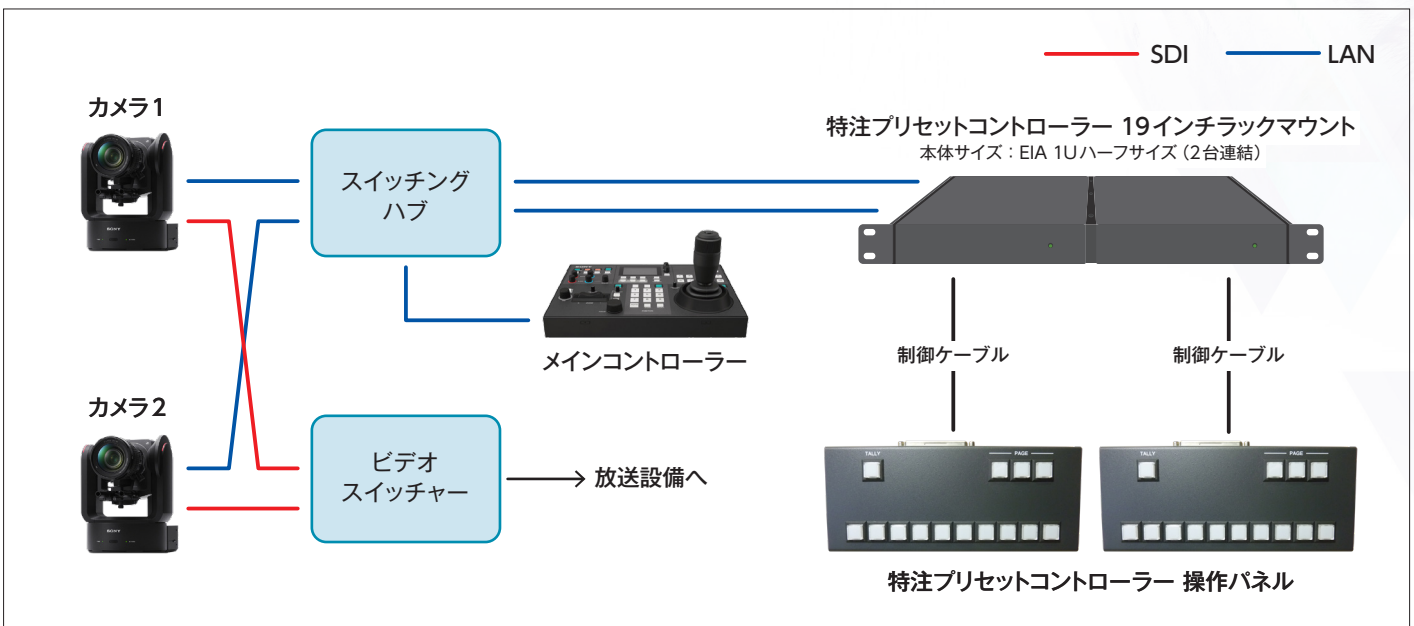 SDI
LAN
カメラ1
SONY
スイッチング
ハブ
特注プリセットコントローラー 19インチラックマウント
本体サイズ：EIA 1Uハーフサイズ（2台連結）
メインコントローラー
制御ケーブル
制御ケーブル
カメラ2
SONY
ビデオ
スイッチャー
放送設備へ
TALLY
PAGE
TALLY
PAGE
特注プリセットコントローラー 操作パネル